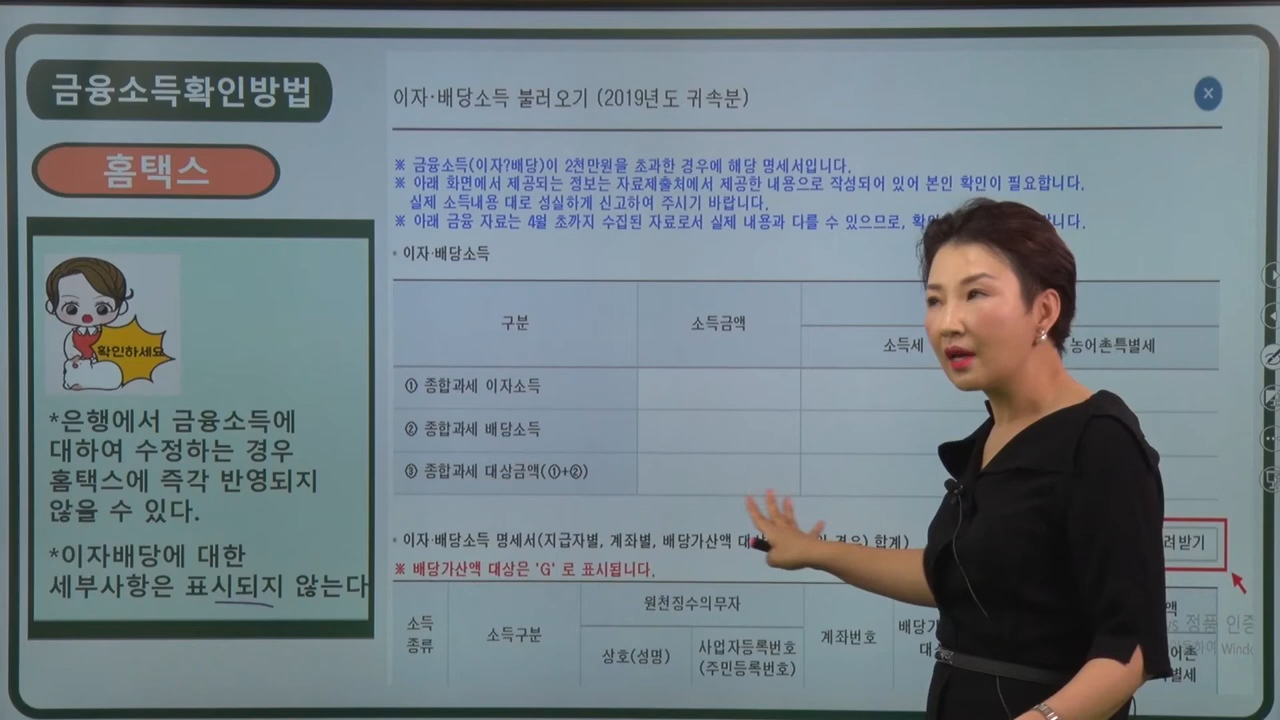 금융소득확인방법
홈택스
확인하세요
*은행에서 금융소득에
대하여 수정하는 경우
홈택스에 즉각 반영되지
않을 수 있다.
*이자배당에 대한
세부사항은 표시되지 않는다
이자·배당소득 불러오기 (2019년도 귀속분)
※ 금융소득(이자?배당)이 2천만원을 초과한 경우에 해당 명세서입니다.
※ 아래 화면에서 제공되는 정보는 자료제출처에서 제공한 내용으로 작성되어 있어 본인 확인이 필요합니다.
실제 소득내용 대로 성실하게 신고하여 주시기 바랍니다.
※ 아래 금융 자료는 4월 초까지 수집된 자료로서 실제 내용과 다를 수 있으므로,
이자·배당소득
구분
소득금액
소득세
농어촌특별세
① 종합과세 이자소득
② 종합과세 배당소득
③ 종합과세 대상금액(①+②)
이자·배당소득 명세서(지급자별, 계좌별, 배당가산액 경우) 합계)
려받기
※ 배당가산액 대상은 'G' 로 표시됩니다.
소득
종류
소득구분
원천징수의무자
상호(성명)
사업자등록번호
(주민등록번호)
계좌번호
정품 인증